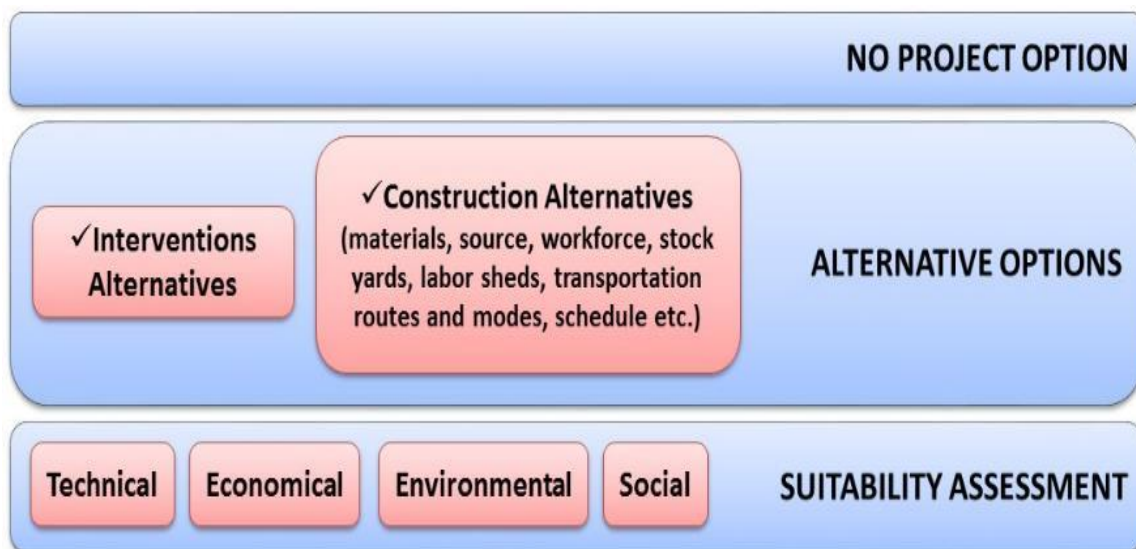 NO PROJECT OPTION
✓Interventions
Alternatives
✓Construction Alternatives
(materials, source, workforce, stock
yards, labor sheds, transportation
routes and modes, schedule etc.)
ALTERNATIVE OPTIONS
Technical
Economical
Environmental
Social
SUITABILITY ASSESSMENT